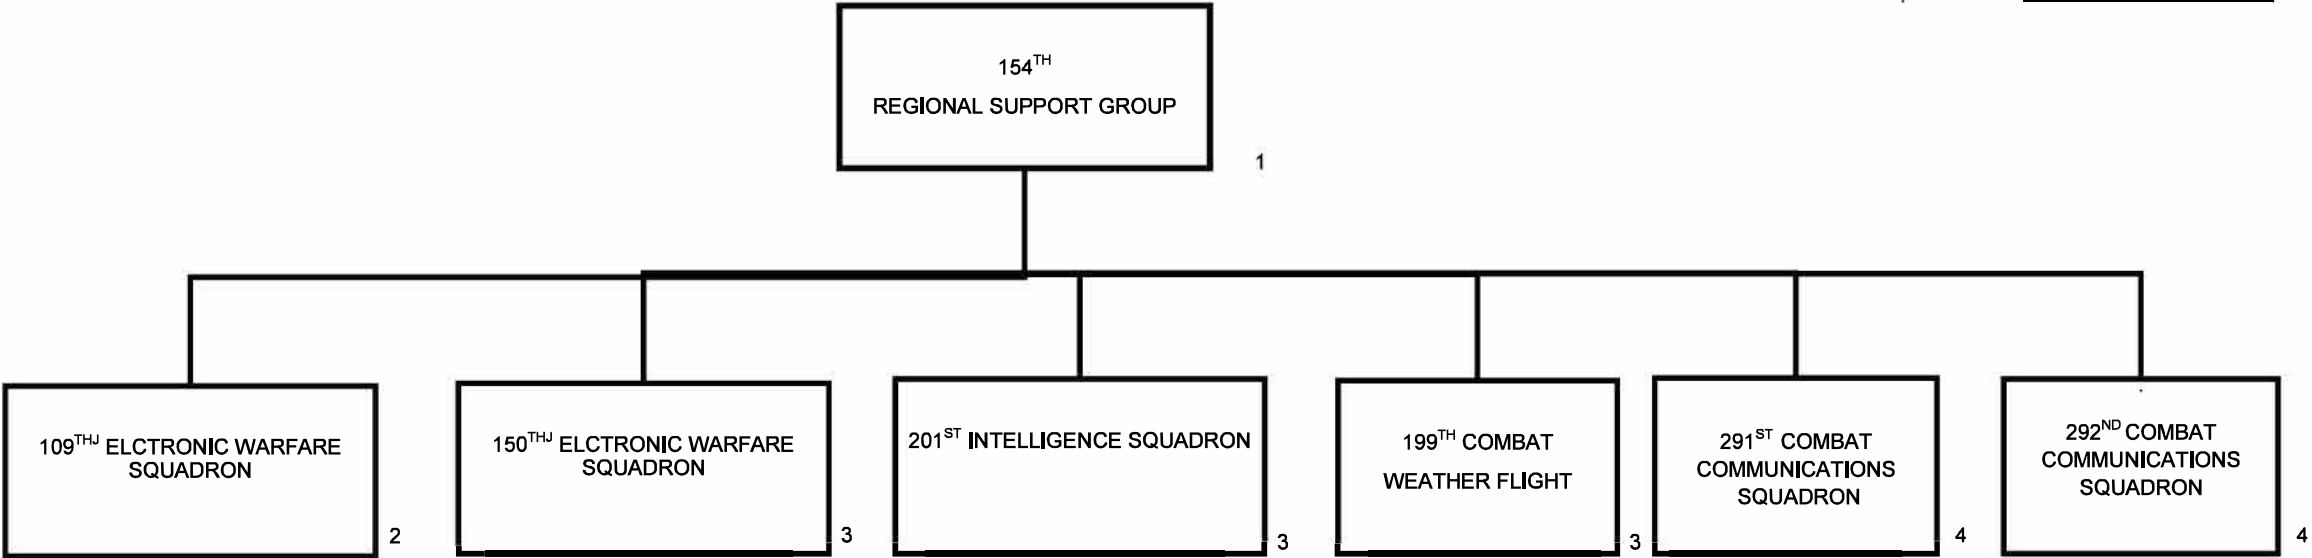 154TH
REGIONAL SUPPORT GROUP
1
109THJ ELCTRONIC WARFARE
SQUADRON
2
150THJ ELCTRONIC WARFARE
SQUADRON
3
201ST INTELLIGENCE SQUADRON
3
199TH COMBAT
WEATHER FLIGHT
3
291ST COMBAT
COMMUNICATIONS
SQUADRON
4
292ND COMBAT
COMMUNICATIONS
SQUADRON
4